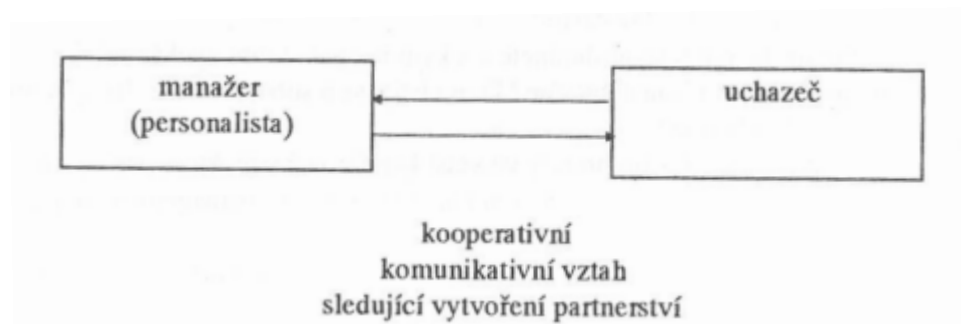 manažer
(personalista)
uchazeč
kooperativní
komunikativní vztah
sledující vytvoření partnerství